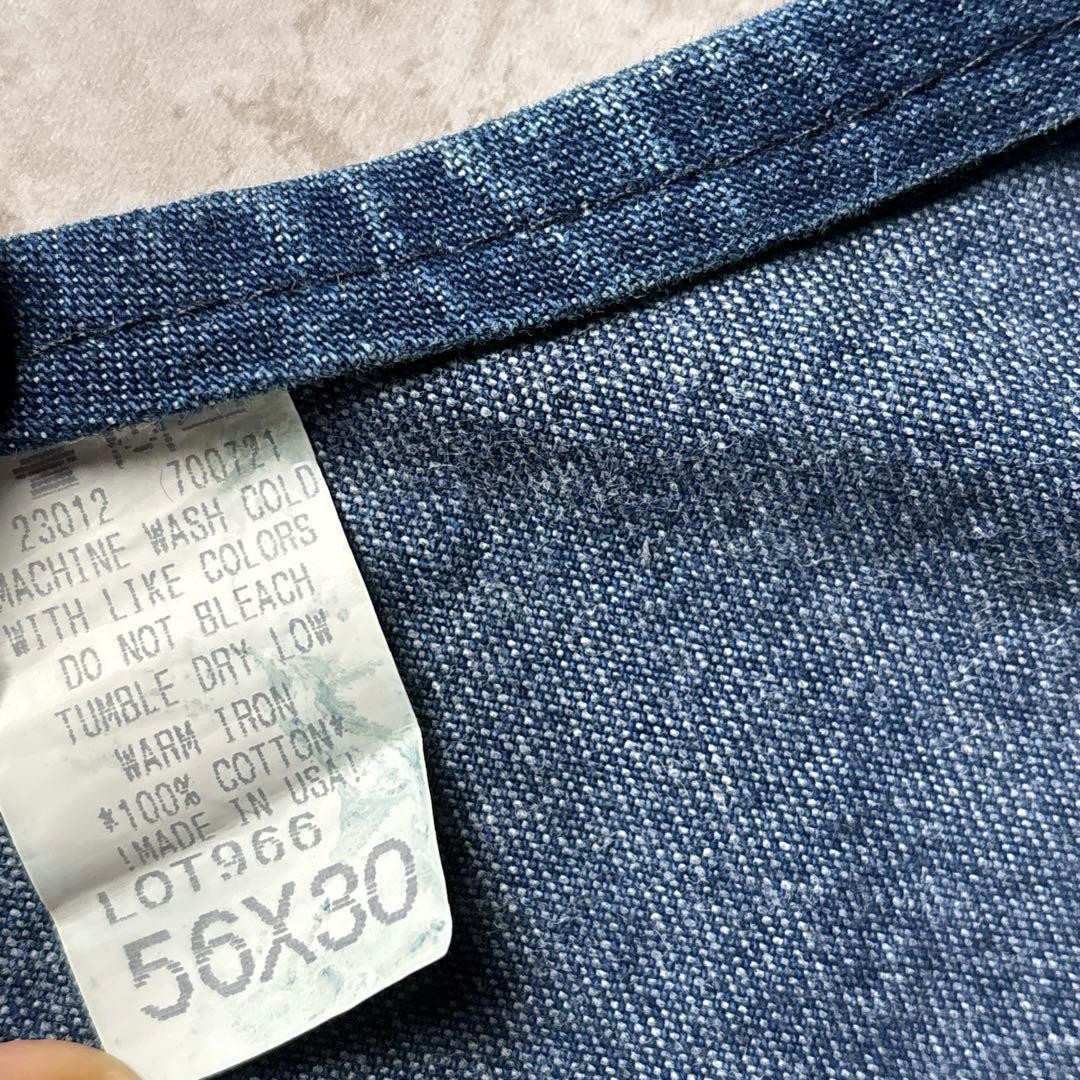 23012 700721
MACHINE WASH COLD
WITH LIKE COLORS
DO NOT BLEACH
TUMBLE DRY LOW
WARM IRON
*100% COTTON*
!MADE IN USA!
LOT966
56X30